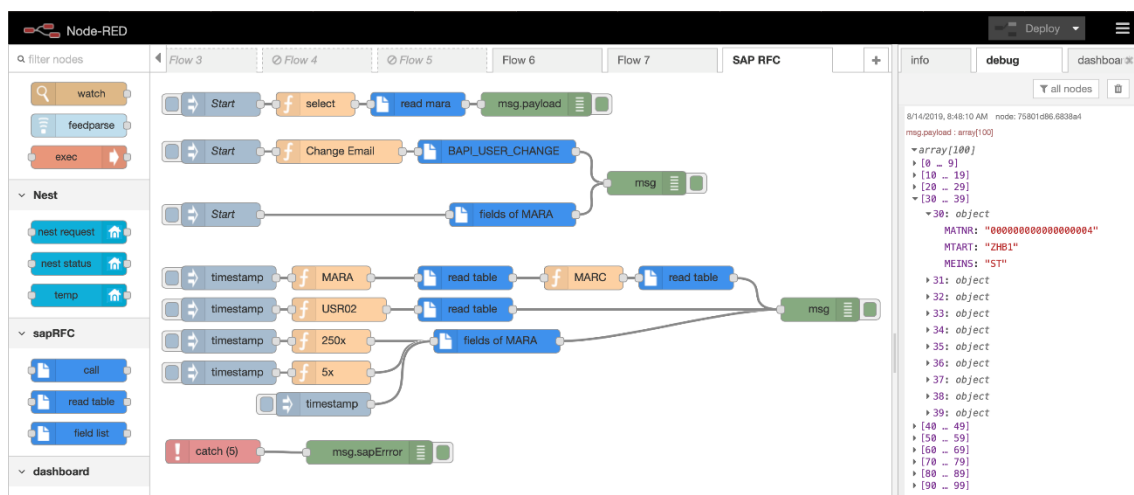 Node-RED
Deploy
filter nodes
Flow 3
Flow 4
Flow 5
Flow 6
Flow 7
SAP RFC
+
info
debug
dashboar
watch
feedparse
exec
Nest
nest request
nest status
temp
sapRFC
call
read table
field list
dashboard
Start
select
read mara
msg.payload
Start
Change Email
BAPI_USER_CHANGE
msg
Start
fields of MARA
timestamp
MARA
read table
MARC
read table
timestamp
USR02
read table
msg
timestamp
250x
fields of MARA
timestamp
5x
timestamp
catch (5)
msg.sapErrror
all nodes
8/14/2019, 8:48:10 AM node: 75801d86.6838a4
msg.payload : array[100]
array[100]
[0 … 9]
[10 … 19]
[20 … 29]
[30 … 39]
30: object
MATNR: "000000000000000004"
MTART: "ZHB1"
MEINS: "ST"
31: object
32: object
33: object
34: object
35: object
36: object
37: object
38: object
39: object
[40 … 49]
[50 … 59]
[60 … 69]
[70 … 79]
[80 … 89]
[90 … 99]